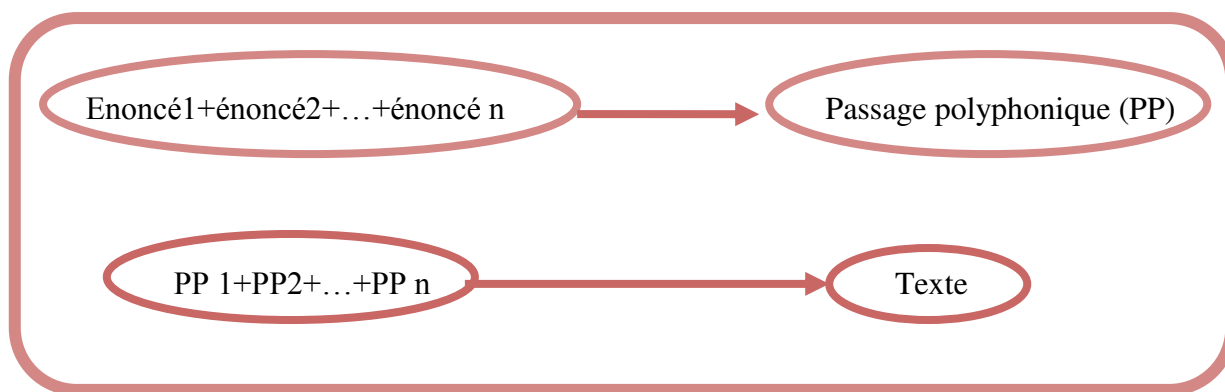 Enoncé1+énoncé2+…+énoncé n
Passage polyphonique (PP)
PP 1+PP2+…+PP n
Texte